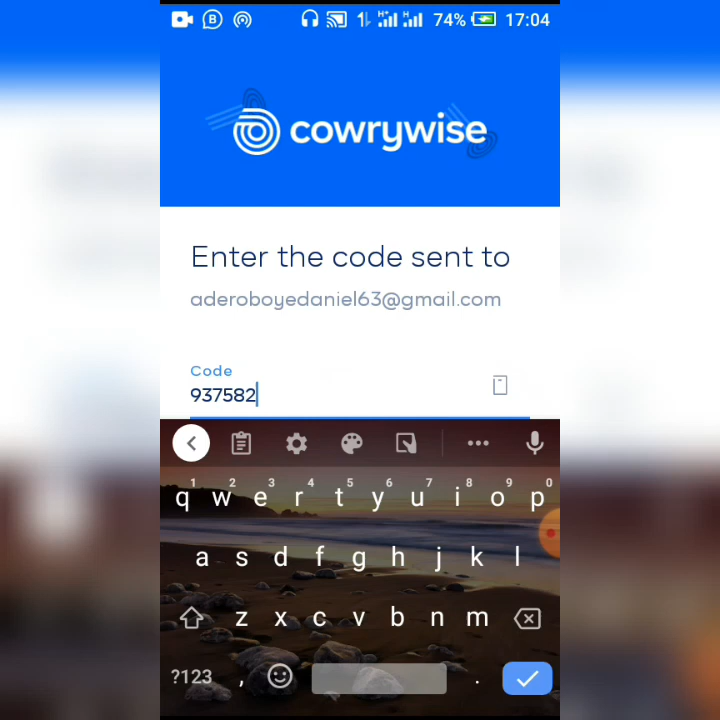 74% 17:04
cowrywise
Enter the code sent to
aderoboyedaniel63@gmail.com
Code
937582
1 2 3 4 5 6 7 8 9 0
q w e r t y u i o p
a s d f g h j k l
z x c v b n m
?123 , .